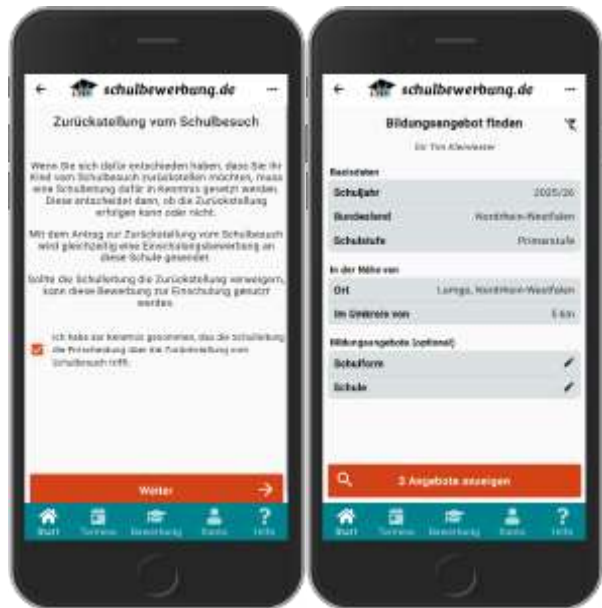 schulbewerbung.de
Zurückstellung vom Schulbesuch
Wenn Sie sich dafür entschieden haben, dass Sie Ihr
Kind vom Schulbesuch zurückstellen möchten, muss
eine Schulleitung dafür in Kenntnis gesetzt werden.
Diese entscheidet dann, ob die Zurückstellung
erfolgen kann oder nicht.
Mit dem Antrag zur Zurückstellung vom Schulbesuch
wird gleichzeitig eine Einschulungsbewerbung an
diese Schule gesendet.
Sollte die Schulleitung die Zurückstellung verweigern,
kann diese Bewerbung zur Einschulung genutzt
werden.
Ich habe zur Kenntnis genommen, das die Schulleitung
die Entscheidung über die Zurückstellung vom
Schulbesuch trifft.
Weiter
Start Termine Bewerbung Konto Hilfe
schulbewerbung.de
Bildungsangebot finden
für Tim
Basisdaten
Schuljahr 2025/26
Bundesland Nordrhein-Westfalen
Schulstufe Primarstufe
In der Nähe von
Ort Lemgo, Nordrhein-Westfalen
Im Umkreis von 5 km
Bildungsangebote (optional)
Schulform
Schule
Angebote anzeigen
Start Termine Bewerbung Konto Hilfe